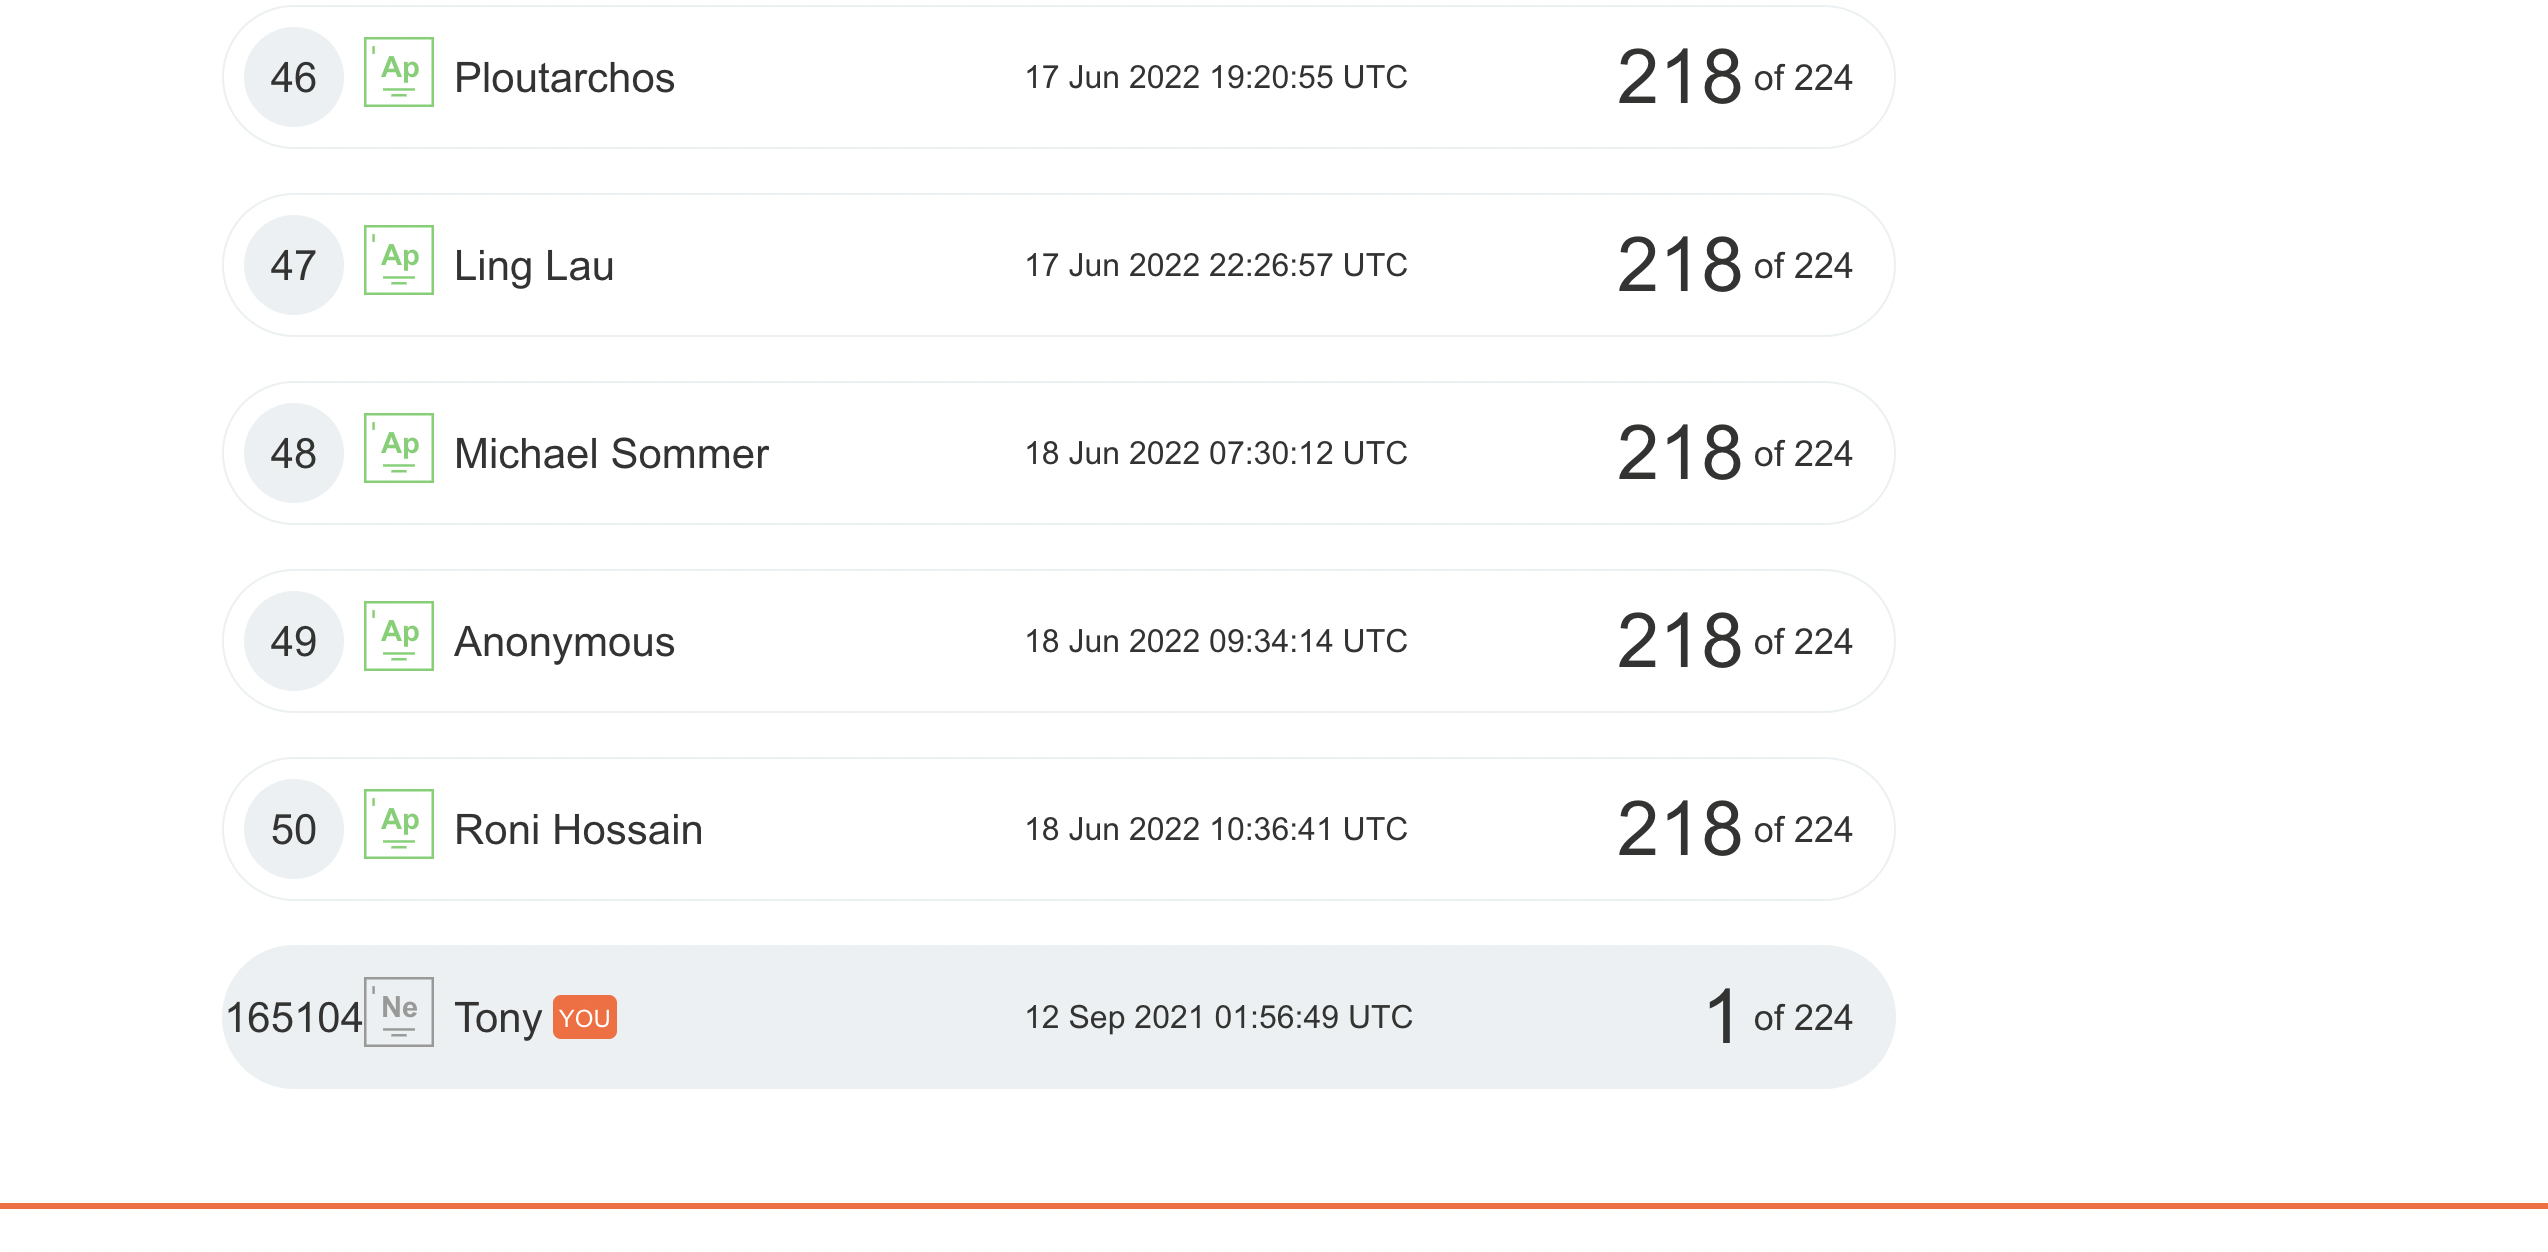 46 Ap Ploutarchos 17 Jun 2022 19:20:55 UTC 218 of 224
47 Ap Ling Lau 17 Jun 2022 22:26:57 UTC 218 of 224
48 Ap Michael Sommer 18 Jun 2022 07:30:12 UTC 218 of 224
49 Ap Anonymous 18 Jun 2022 09:34:14 UTC 218 of 224
50 Ap Roni Hossain 18 Jun 2022 10:36:41 UTC 218 of 224
165104 Ne Tony YOU 12 Sep 2021 01:56:49 UTC 1 of 224